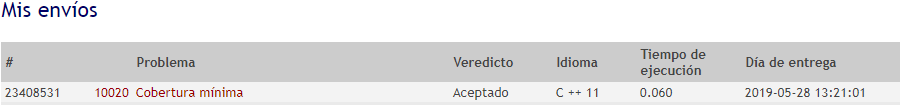 Mis envíos
# Problema Veredicto Idioma Tiempo de ejecución Día de entrega
23408531 10020 Cobertura mínima Aceptado C ++ 11 0.060 2019-05-28 13:21:01